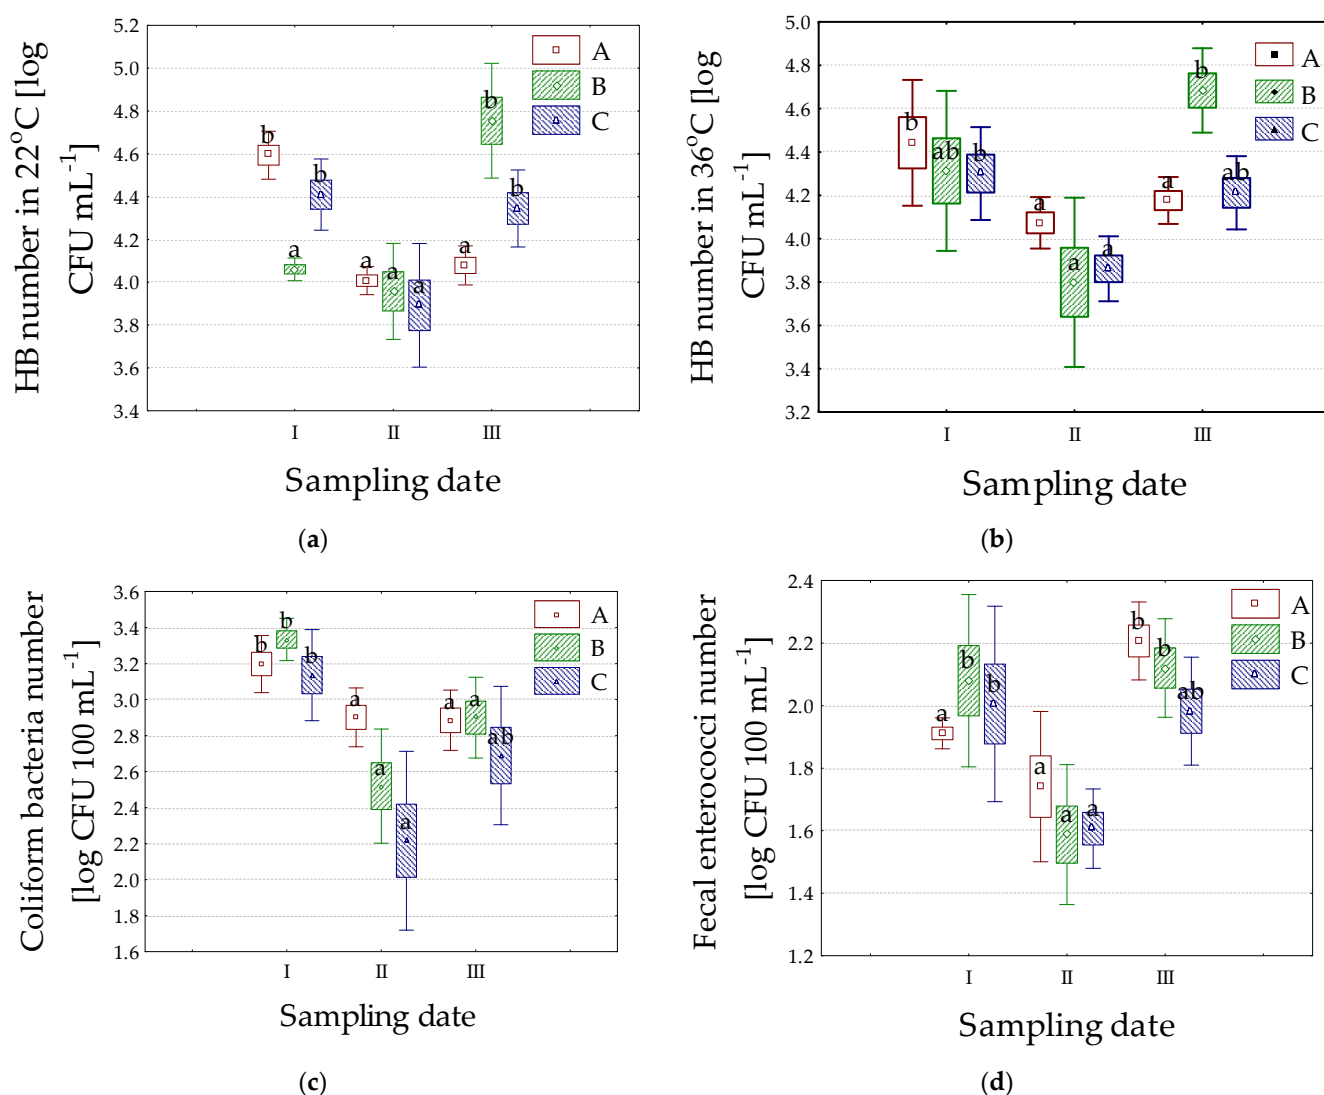 HB number in 22°C [log
CFU mL⁻¹]
5.2
5.0
4.8
4.6
4.4
4.2
4.0
3.8
3.6
3.4
A
B
C
b
a
b
a
a
a
a
b
b
I
II
III
Sampling date
(a)
HB number in 36°C [log
CFU mL⁻¹]
5.0
4.8
4.6
4.4
4.2
4.0
3.8
3.6
3.4
3.2
A
B
C
b
ab
b
a
a
a
a
b
ab
I
II
III
Sampling date
(b)
Coliform bacteria number
[log CFU 100 mL⁻¹]
3.6
3.4
3.2
3.0
2.8
2.6
2.4
2.2
2.0
1.8
1.6
A
B
C
b
b
b
a
a
a
a
a
ab
I
II
III
Sampling date
(c)
Fecal enterococci number
[log CFU 100 mL⁻¹]
2.4
2.2
2.0
1.8
1.6
1.4
1.2
A
B
C
a
b
b
a
a
a
b
b
ab
I
II
III
Sampling date
(d)